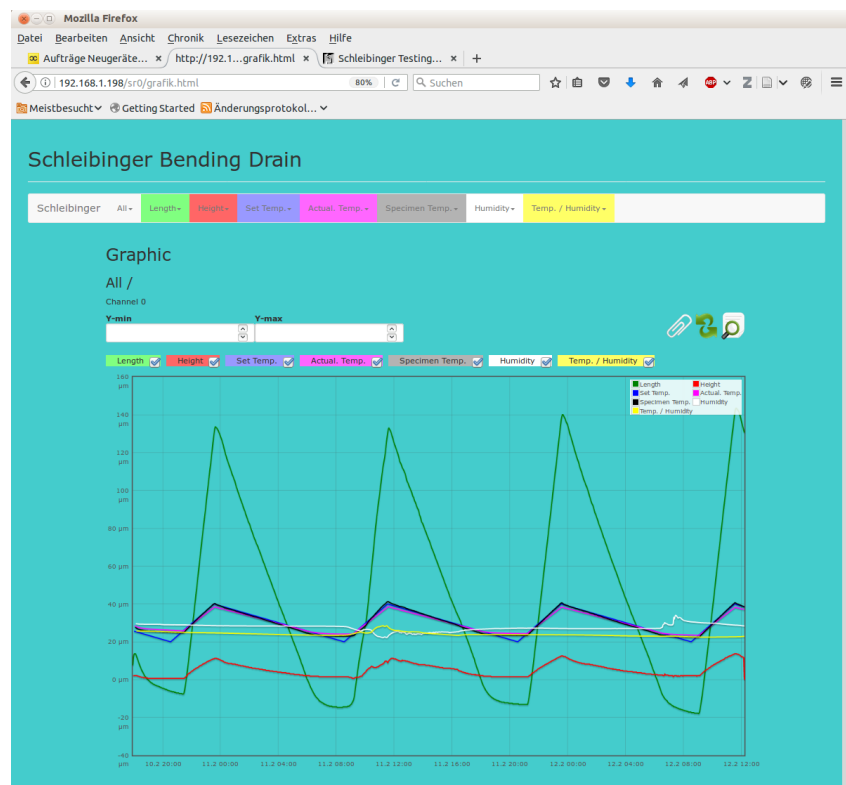 Mozilla Firefox
Datei Bearbeiten Ansicht Chronik Lesezeichen Extras Hilfe
Aufträge Neugeräte... × http://192.1...grafik.html × Schleibinger Testing... × +
192.168.1.198/sr0/grafik.html 80% Suchen
Meistbesucht Getting Started Änderungsprotokol...
Schleibinger Bending Drain
Schleibinger All Length Height Set Temp. Actual. Temp. Specimen Temp. Humidity Temp. / Humidity
Graphic
All /
Channel 0
Y-min Y-max
Length Height Set Temp. Actual. Temp. Specimen Temp. Humidity Temp. / Humidity
160
µm
Length Height
Set Temp. Actual. Temp.
Specimen Temp. Humidity
Temp. / Humidity
140
µm
120
µm
100
µm
80 µm
60 µm
40 µm
20 µm
0 µm
-20
µm
-40
µm
10.2 20:00 11.2 00:00 11.2 04:00 11.2 08:00 11.2 12:00 11.2 16:00 11.2 20:00 12.2 00:00 12.2 04:00 12.2 08:00 12.2 12:00